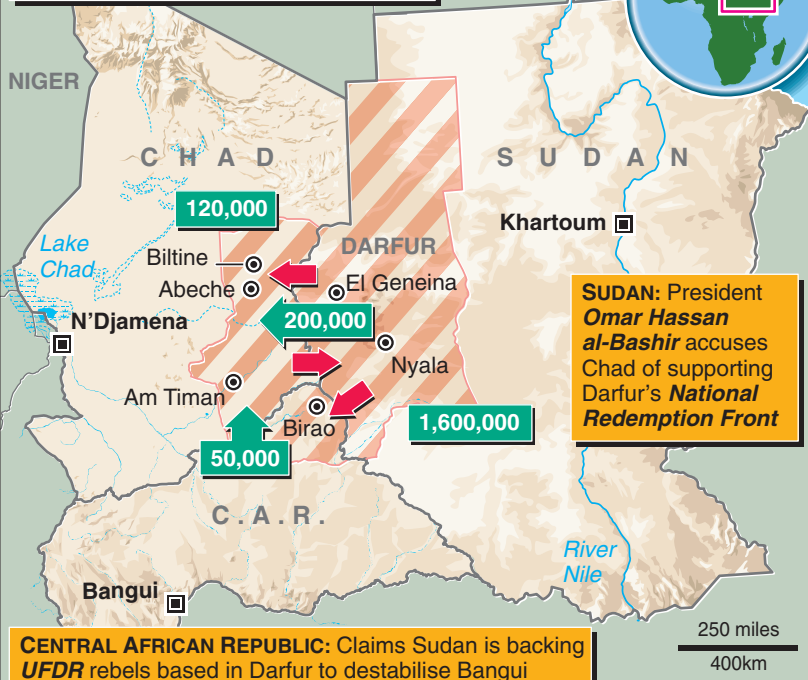 NIGER
CHAD
SUDAN
120,000
Khartoum
Lake
Chad
DARFUR
Biltine
Abeche
El Geneina
N'Djamena
200,000
SUDAN: President
Omar Hassan
al-Bashir accuses
Chad of supporting
Darfur's National
Redemption Front
Nyala
Am Timan
Birao
1,600,000
50,000
C.A.R.
River
Nile
Bangui
250 miles
400km
CENTRAL AFRICAN REPUBLIC: Claims Sudan is backing
UFDR rebels based in Darfur to destabilise Bangui